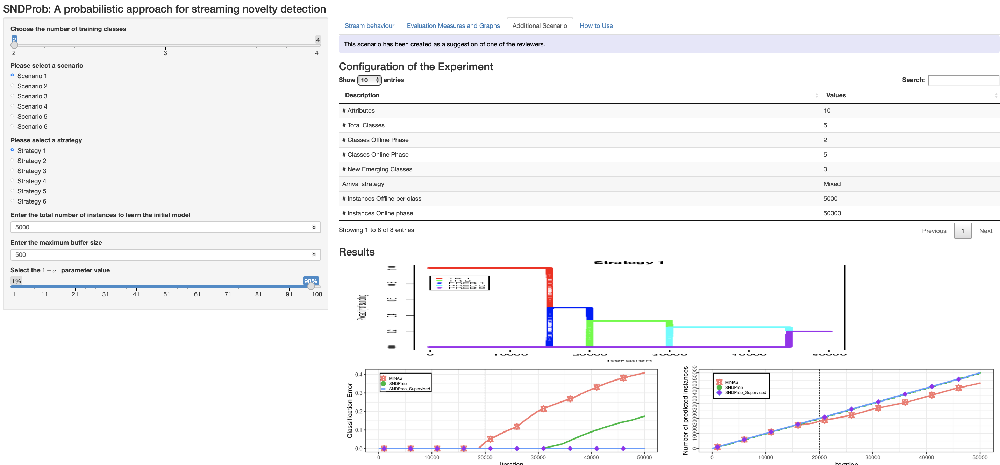 SNDProb: A probabilistic approach for streaming novelty detection
Choose the number of training classes
2 4
2 3 4
Please select a scenario
Scenario 1
Scenario 2
Scenario 3
Scenario 4
Scenario 5
Scenario 6
Please select a strategy
Strategy 1
Strategy 2
Strategy 3
Strategy 4
Strategy 5
Strategy 6
Enter the total number of instances to learn the initial model
5000
Enter the maximum buffer size
500
Select the 1 − α parameter value
1% 98%
1 11 21 31 41 51 61 71 81 91 100
Stream behaviour Evaluation Measures and Graphs Additional Scenario How to Use
This scenario has been created as a suggestion of one of the reviewers.
Configuration of the Experiment
Show 10 entries Search:
Description Values
# Attributes 10
# Total Classes 5
# Classes Offline Phase 2
# Classes Online Phase 5
# New Emerging Classes 3
Arrival strategy Mixed
# Instances Offline per class 5000
# Instances Online phase 50000
Showing 1 to 8 of 8 entries Previous 1 Next
Results
Strategy 1
Probability of sampling
1.0
0.8
0.6
0.4
0.2
0.0
TR 1
TR 2
PRED 1
PRED 2
PRED 3
0 10000 20000 30000 40000 50000
Iteration
Classification Error
0.4
0.3
0.2
0.1
0.0
MINAS
SNDProb
SNDProb_Supervised
0 10000 20000 30000 40000 50000
Iteration
Number of predicted instances
50000
40000
30000
20000
10000
0
MINAS
SNDProb
SNDProb_Supervised
0 10000 20000 30000 40000 50000
Iteration